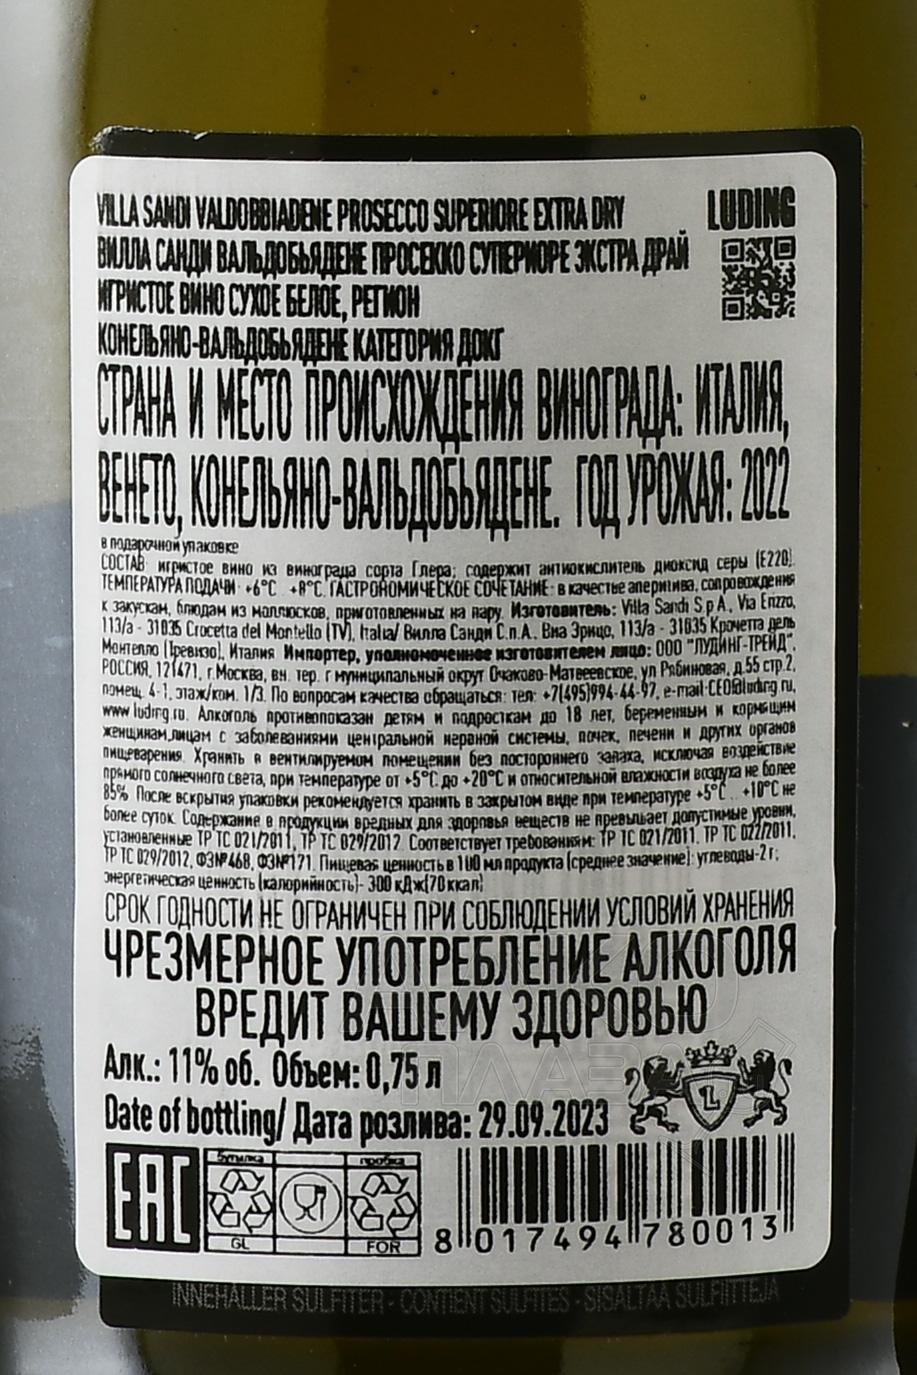 VILLA SANDI VALDOBBIADENE PROSECCO SUPERIORE EXTRA DRY
LUDING
ВИЛЛА САНДИ ВАЛЬДОБЬЯДЕНЕ ПРОСЕККО СУПЕРИОРЕ ЭКСТРА ДРАЙ
ИГРИСТОЕ ВИНО СУХОЕ БЕЛОЕ, РЕГИОН
КОНЕЛЬЯНО-ВАЛЬДОБЬЯДЕНЕ КАТЕГОРИЯ ДОКГ
СТРАНА И МЕСТО ПРОИСХОЖДЕНИЯ ВИНОГРАДА: ИТАЛИЯ,
ВЕНЕТО, КОНЕЛЬЯНО-ВАЛЬДОБЬЯДЕНЕ. ГОД УРОЖАЯ: 2022
в подарочной упаковке
СОСТАВ: игристое вино из винограда сорта Глера; содержит антиокислитель диоксид серы (Е220).
ТЕМПЕРАТУРА ПОДАЧИ: +6°С...+8°С. ГАСТРОНОМИЧЕСКОЕ СОЧЕТАНИЕ: в качестве аперитива, сопровождения
к закускам, блюдам из моллюсков, приготовленных на пару. Изготовитель: Villa Sandi S.p.A., Via Erizzo,
113/a - 31035 Crocetta del Montello (TV), Italia/ Вилла Санди С.п.А., Виа Эрицо, 113/а - 31035 Крочетта дель
Монтелло (Тревизо), Италия. Импортер, уполномоченное изготовителем лицо: ООО "ЛУДИНГ-ТРЕЙД",
РОССИЯ, 121471, г.Москва, вн. тер. г муниципальный округ Очаково-Матвеевское, ул Рябиновая, д.55 стр.2,
помещ. 4-1, этаж/ком. 1/3. По вопросам качества обращаться: тел: +7(495)994-44-97, e-mail:CEO@luding.ru,
www.luding.ru. Алкоголь противопоказан детям и подросткам до 18 лет, беременным и кормящим
женщинам,лицам с заболеваниями центральной нервной системы, почек, печени и других органов
пищеварения. Хранить в вентилируемом помещении без постороннего запаха, исключая воздействие
прямого солнечного света, при температуре от +5°С до +20°С и относительной влажности воздуха не более
85%. После вскрытия упаковки рекомендуется хранить в закрытом виде при температуре +5°С...+10°С не
более суток. Содержание в продукции вредных для здоровья веществ не превышает допустимые уровни,
установленные ТР ТС 021/2011, ТР ТС 029/2012. Соответствует требованиям: ТР ТС 021/2011, ТР ТС 022/2011,
ТР ТС 029/2012, ФЗ№468, ФЗ№171. Пищевая ценность в 100 мл продукта (среднее значение): углеводы-2 г;
энергетическая ценность (калорийность)- 300 кДж(70 ккал)
СРОК ГОДНОСТИ НЕ ОГРАНИЧЕН ПРИ СОБЛЮДЕНИИ УСЛОВИЙ ХРАНЕНИЯ
ЧРЕЗМЕРНОЕ УПОТРЕБЛЕНИЕ АЛКОГОЛЯ
ВРЕДИТ ВАШЕМУ ЗДОРОВЬЮ
Алк.: 11% об. Объем: 0,75 л
Date of bottling/ Дата розлива: 29.09.2023
L
EAC
бутылка
пробка
GL
FOR
8 017494 780013
INNEHÅLLER SULFITER - CONTIENT SULFITES - SISÄLTÄÄ SULFIITTEJA